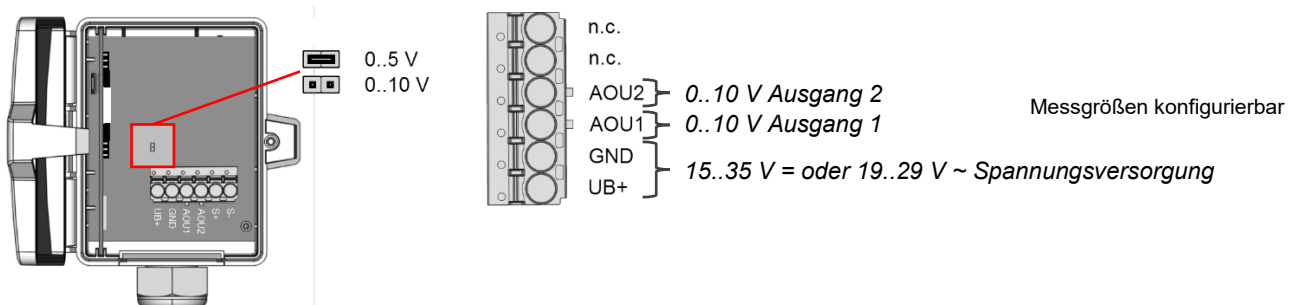 0..5 V
0..10 V
UB+
GND
AOU1
AOU2
S+
S-
n.c.
n.c.
AOU2
0..10 V Ausgang 2
AOU1
0..10 V Ausgang 1
GND
UB+
15..35 V = oder 19..29 V ~ Spannungsversorgung
Messgrößen konfigurierbar